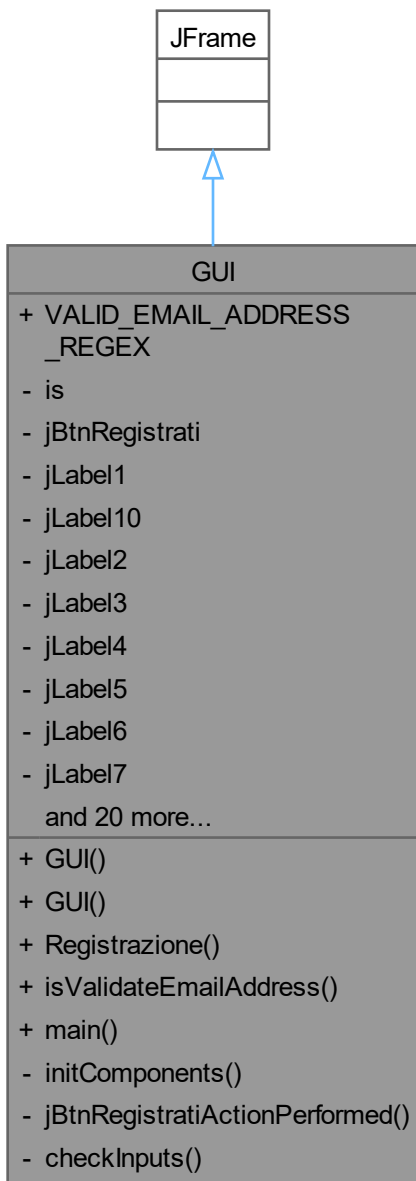 JFrame
GUI
+ VALID_EMAIL_ADDRESS
_REGEX
- is
- jBtnRegistrati
- jLabel1
- jLabel10
- jLabel2
- jLabel3
- jLabel4
- jLabel5
- jLabel6
- jLabel7
and 20 more...
+ GUI()
+ GUI()
+ Registrazione()
+ isValidateEmailAddress()
+ main()
- initComponents()
- jBtnRegistratiActionPerformed()
- checkInputs()